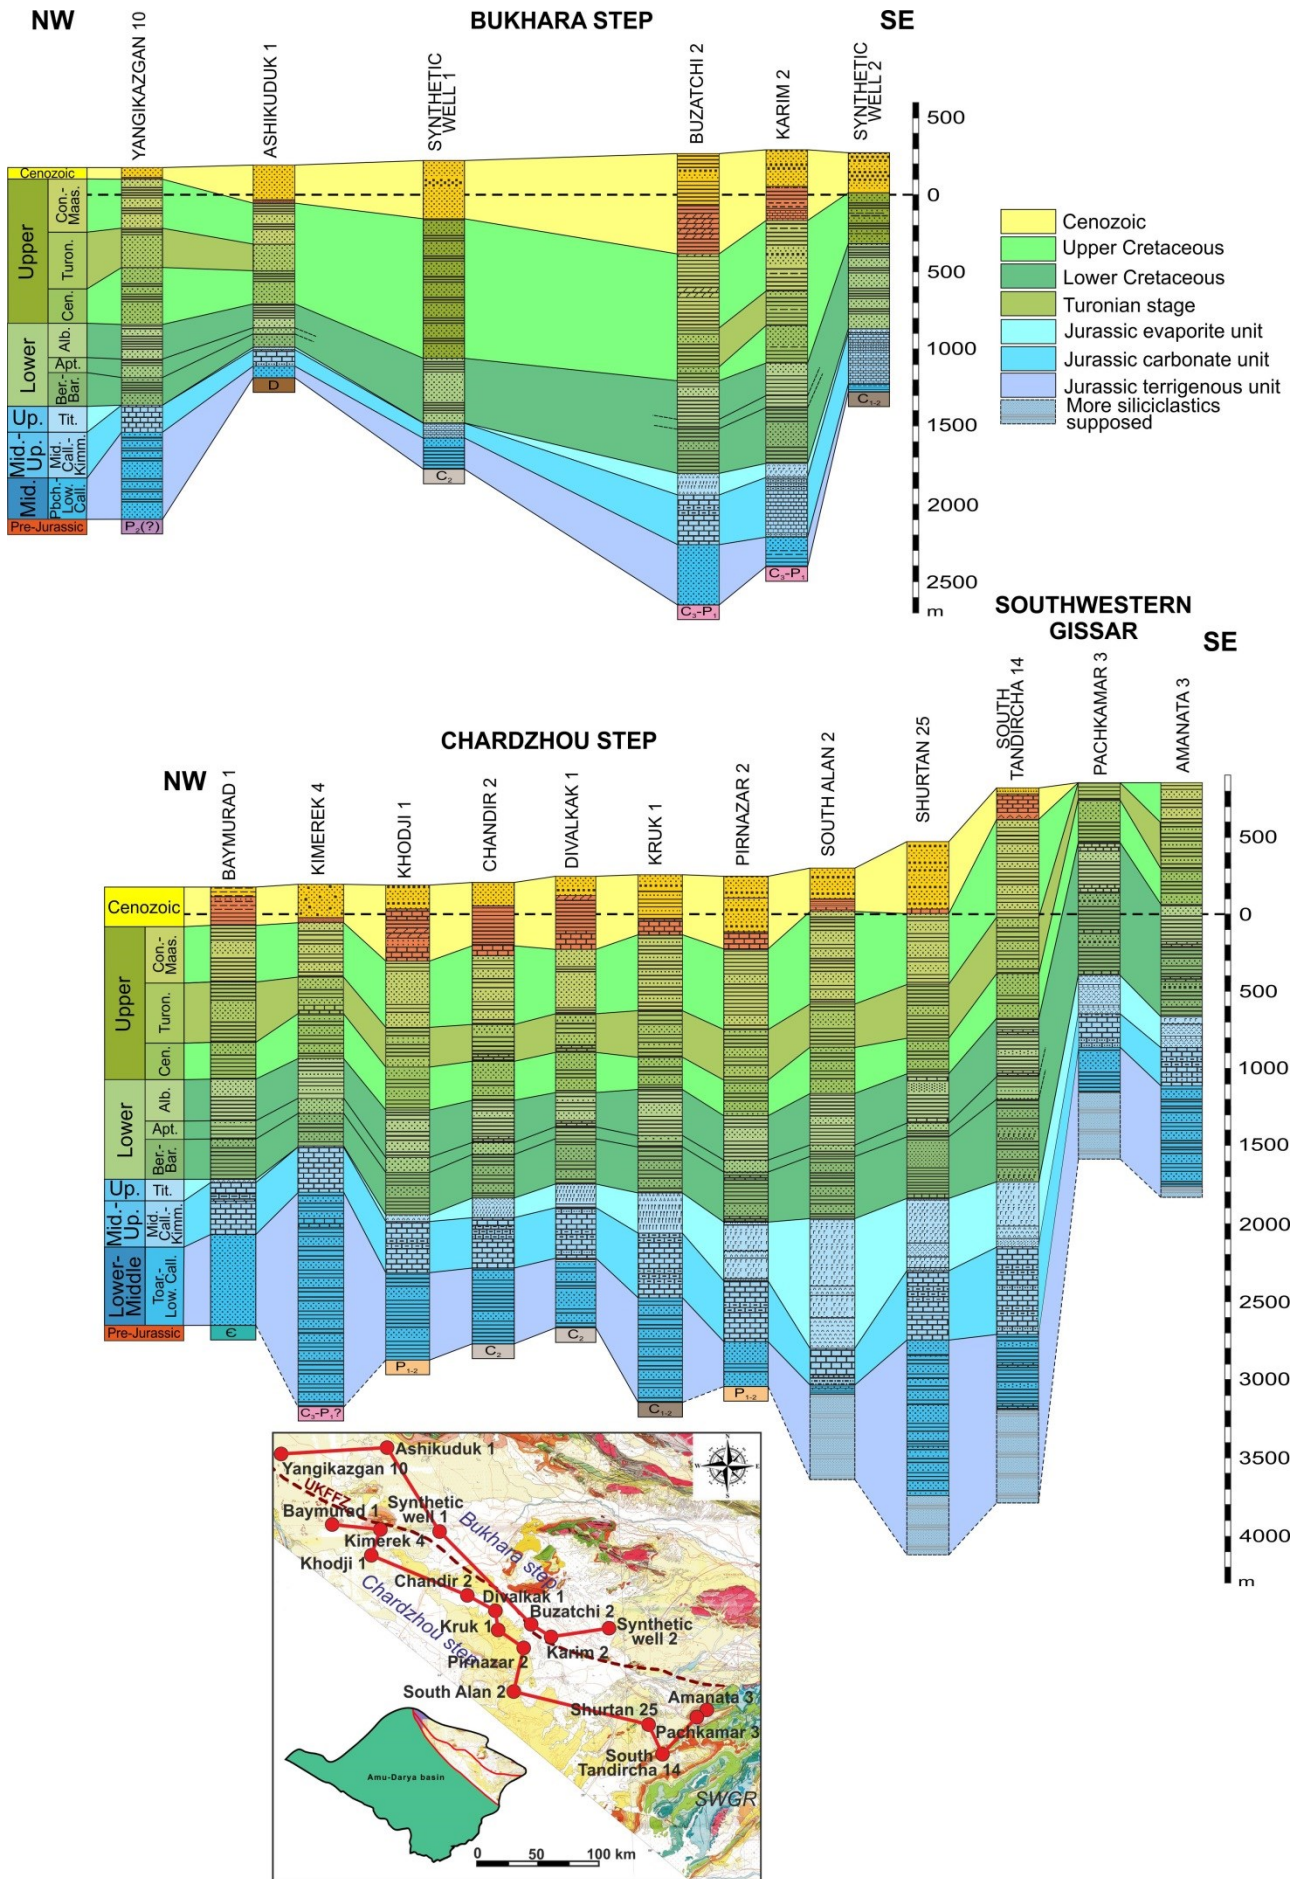 NW
BUKHARA STEP
SE
YANGIKAZGAN 10
ASHIKUDUK 1
SYNTHETIC
WELL 1
BUZATCHI 2
KARIM 2
SYNTHETIC
WELL 2
Cenozoic
Upper
Con.-
Maas.
Turon.
Cen.
Lower
Alb.
Apt.
Ber.-
Bar.
Up.
Tit.
Mid.-
Up.
Mid.
Call.-
Kimm.
Mid.
Pbch.-
Low.
Call.
Pre-Jurassic
P₂(?)
D
C₂
C₃-P₁
C₃-P₁
C₁₋₂
500
0
500
1000
1500
2000
2500
m
Cenozoic
Upper Cretaceous
Lower Cretaceous
Turonian stage
Jurassic evaporite unit
Jurassic carbonate unit
Jurassic terrigenous unit
More siliciclastics
supposed
SOUTHWESTERN
GISSAR
SE
CHARDZHOU STEP
NW
BAYMURAD 1
KIMEREK 4
KHODJI 1
CHANDIR 2
DIVALKAK 1
KRUK 1
PIRNAZAR 2
SOUTH ALAN 2
SHURTAN 25
SOUTH
TANDIRCHA 14
PACHKAMAR 3
AMANATA 3
Cenozoic
Upper
Con.-
Maas.
Turon.
Cen.
Lower
Alb.
Apt.
Ber.-
Bar.
Up.
Tit.
Mid.-
Up.
Mid.
Call.-
Kimm.
Lower-
Middle
Toar.-
Low. Call.
Pre-Jurassic
Є
C₃-P₁?
P₁₋₂
C₂
C₂
C₁₋₂
P₁₋₂
500
0
500
1000
1500
2000
2500
3000
3500
4000
m
Ashikuduk 1
Yangikazgan 10
UKFFZ
Baymurad 1
Synthetic
well 1
Kimerek 4
Bukhara step
Khodji 1
Chandir 2
Chardzhou step
Divalkak 1
Buzatchi 2
Kruk 1
Synthetic
well 2
Karim 2
Pirnazar 2
South Alan 2
Amanata 3
Shurtan 25
Pachkamar 3
South
Tandircha 14
SWGR
Amu-Darya basin
N
W
E
S
0
50
100 km